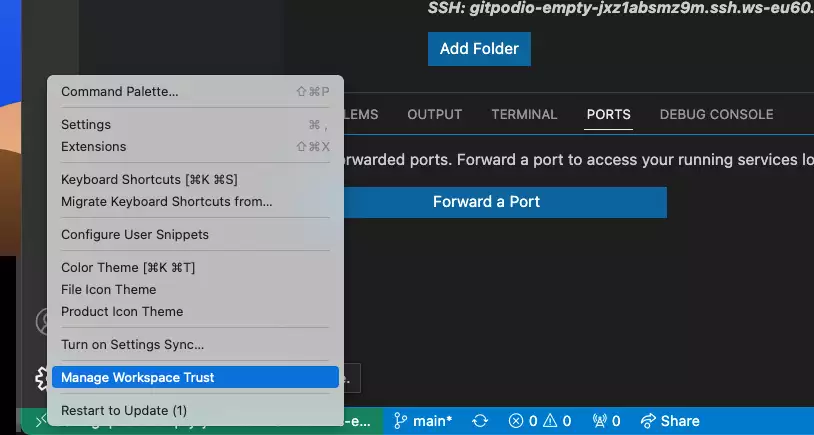 SSH: gitpodio-empty-jxz1absmz9m.ssh.ws-eu60.
Add Folder
Command Palette... ⇧⌘P
Settings ⌘ ,
Extensions ⇧⌘X
Keyboard Shortcuts [⌘K ⌘S]
Migrate Keyboard Shortcuts from...
Configure User Snippets
Color Theme [⌘K ⌘T]
File Icon Theme
Product Icon Theme
Turn on Settings Sync...
Manage Workspace Trust
Restart to Update (1)
LEMS OUTPUT TERMINAL PORTS DEBUG CONSOLE
rwarded ports. Forward a port to access your running services lo
Forward a Port
-e... main* 0 0 0 Share